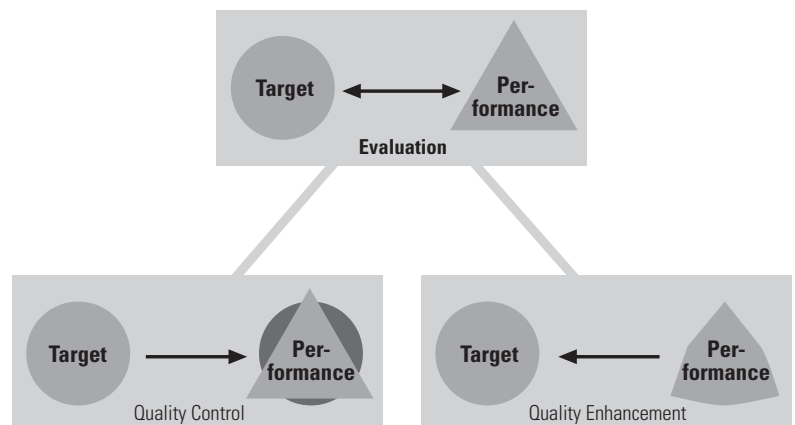 Target
Per-
formance
Evaluation
Target
Per-
formance
Quality Control
Target
Per-
formance
Quality Enhancement